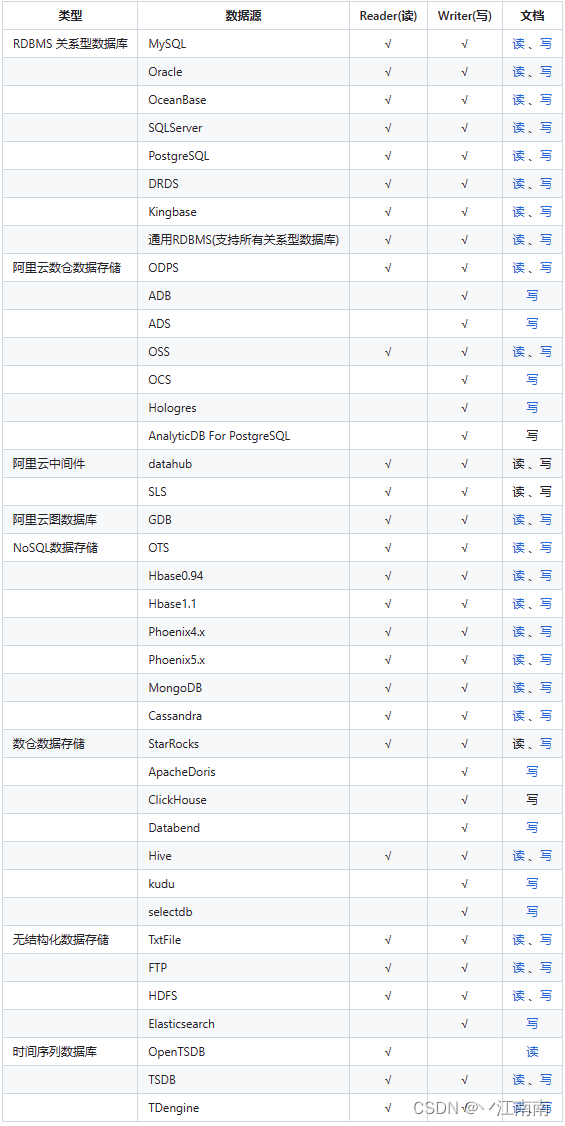 类型 数据源 Reader(读) Writer(写) 文档
RDBMS 关系型数据库 MySQL √ √ 读 、写
Oracle √ √ 读 、写
OceanBase √ √ 读 、写
SQLServer √ √ 读 、写
PostgreSQL √ √ 读 、写
DRDS √ √ 读 、写
Kingbase √ √ 读 、写
通用RDBMS(支持所有关系型数据库) √ √ 读 、写
阿里云数仓数据存储 ODPS √ √ 读 、写
ADB √ 写
ADS √ 写
OSS √ √ 读 、写
OCS √ 写
Hologres √ 写
AnalyticDB For PostgreSQL √ 写
阿里云中间件 datahub √ √ 读 、写
SLS √ √ 读 、写
阿里云图数据库 GDB √ √ 读 、写
NoSQL数据存储 OTS √ √ 读 、写
Hbase0.94 √ √ 读 、写
Hbase1.1 √ √ 读 、写
Phoenix4.x √ √ 读 、写
Phoenix5.x √ √ 读 、写
MongoDB √ √ 读 、写
Cassandra √ √ 读 、写
数仓数据存储 StarRocks √ √ 读 、写
ApacheDoris √ 写
ClickHouse √ 写
Databend √ 写
Hive √ √ 读 、写
kudu √ 写
selectdb √ 写
无结构化数据存储 TxtFile √ √ 读 、写
FTP √ √ 读 、写
HDFS √ √ 读 、写
Elasticsearch √ 写
时间序列数据库 OpenTSDB √ 读
TSDB √ √ 读 、写
TDengine √ √ 读 、写
CSDN @丷江南南